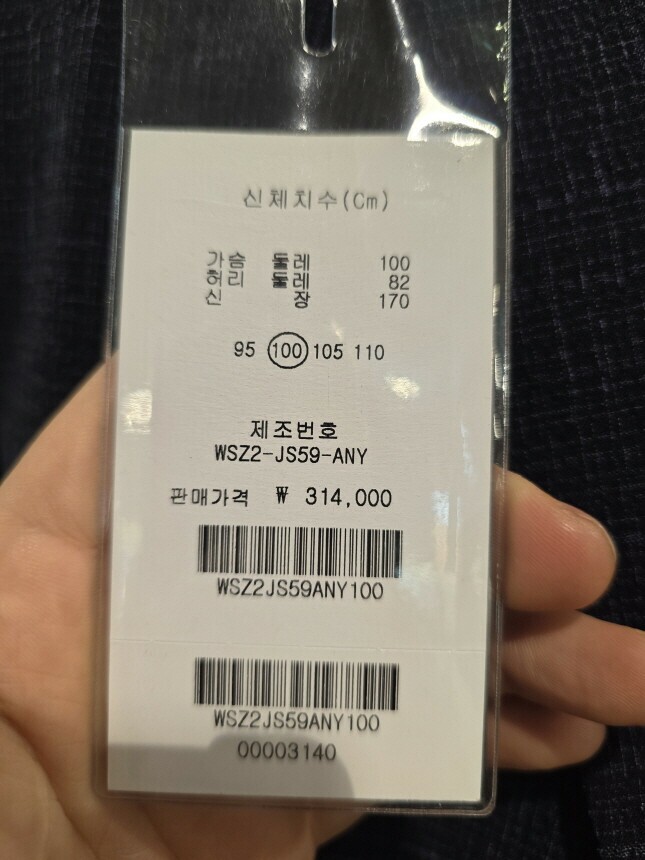 신체치수(Cm)
가슴 둘레 100
허리 둘레 82
신 장 170
95 100 105 110
제조번호
WSZ2-JS59-ANY
판매가격 ₩ 314,000
WSZ2JS59ANY100
WSZ2JS59ANY100
00003140